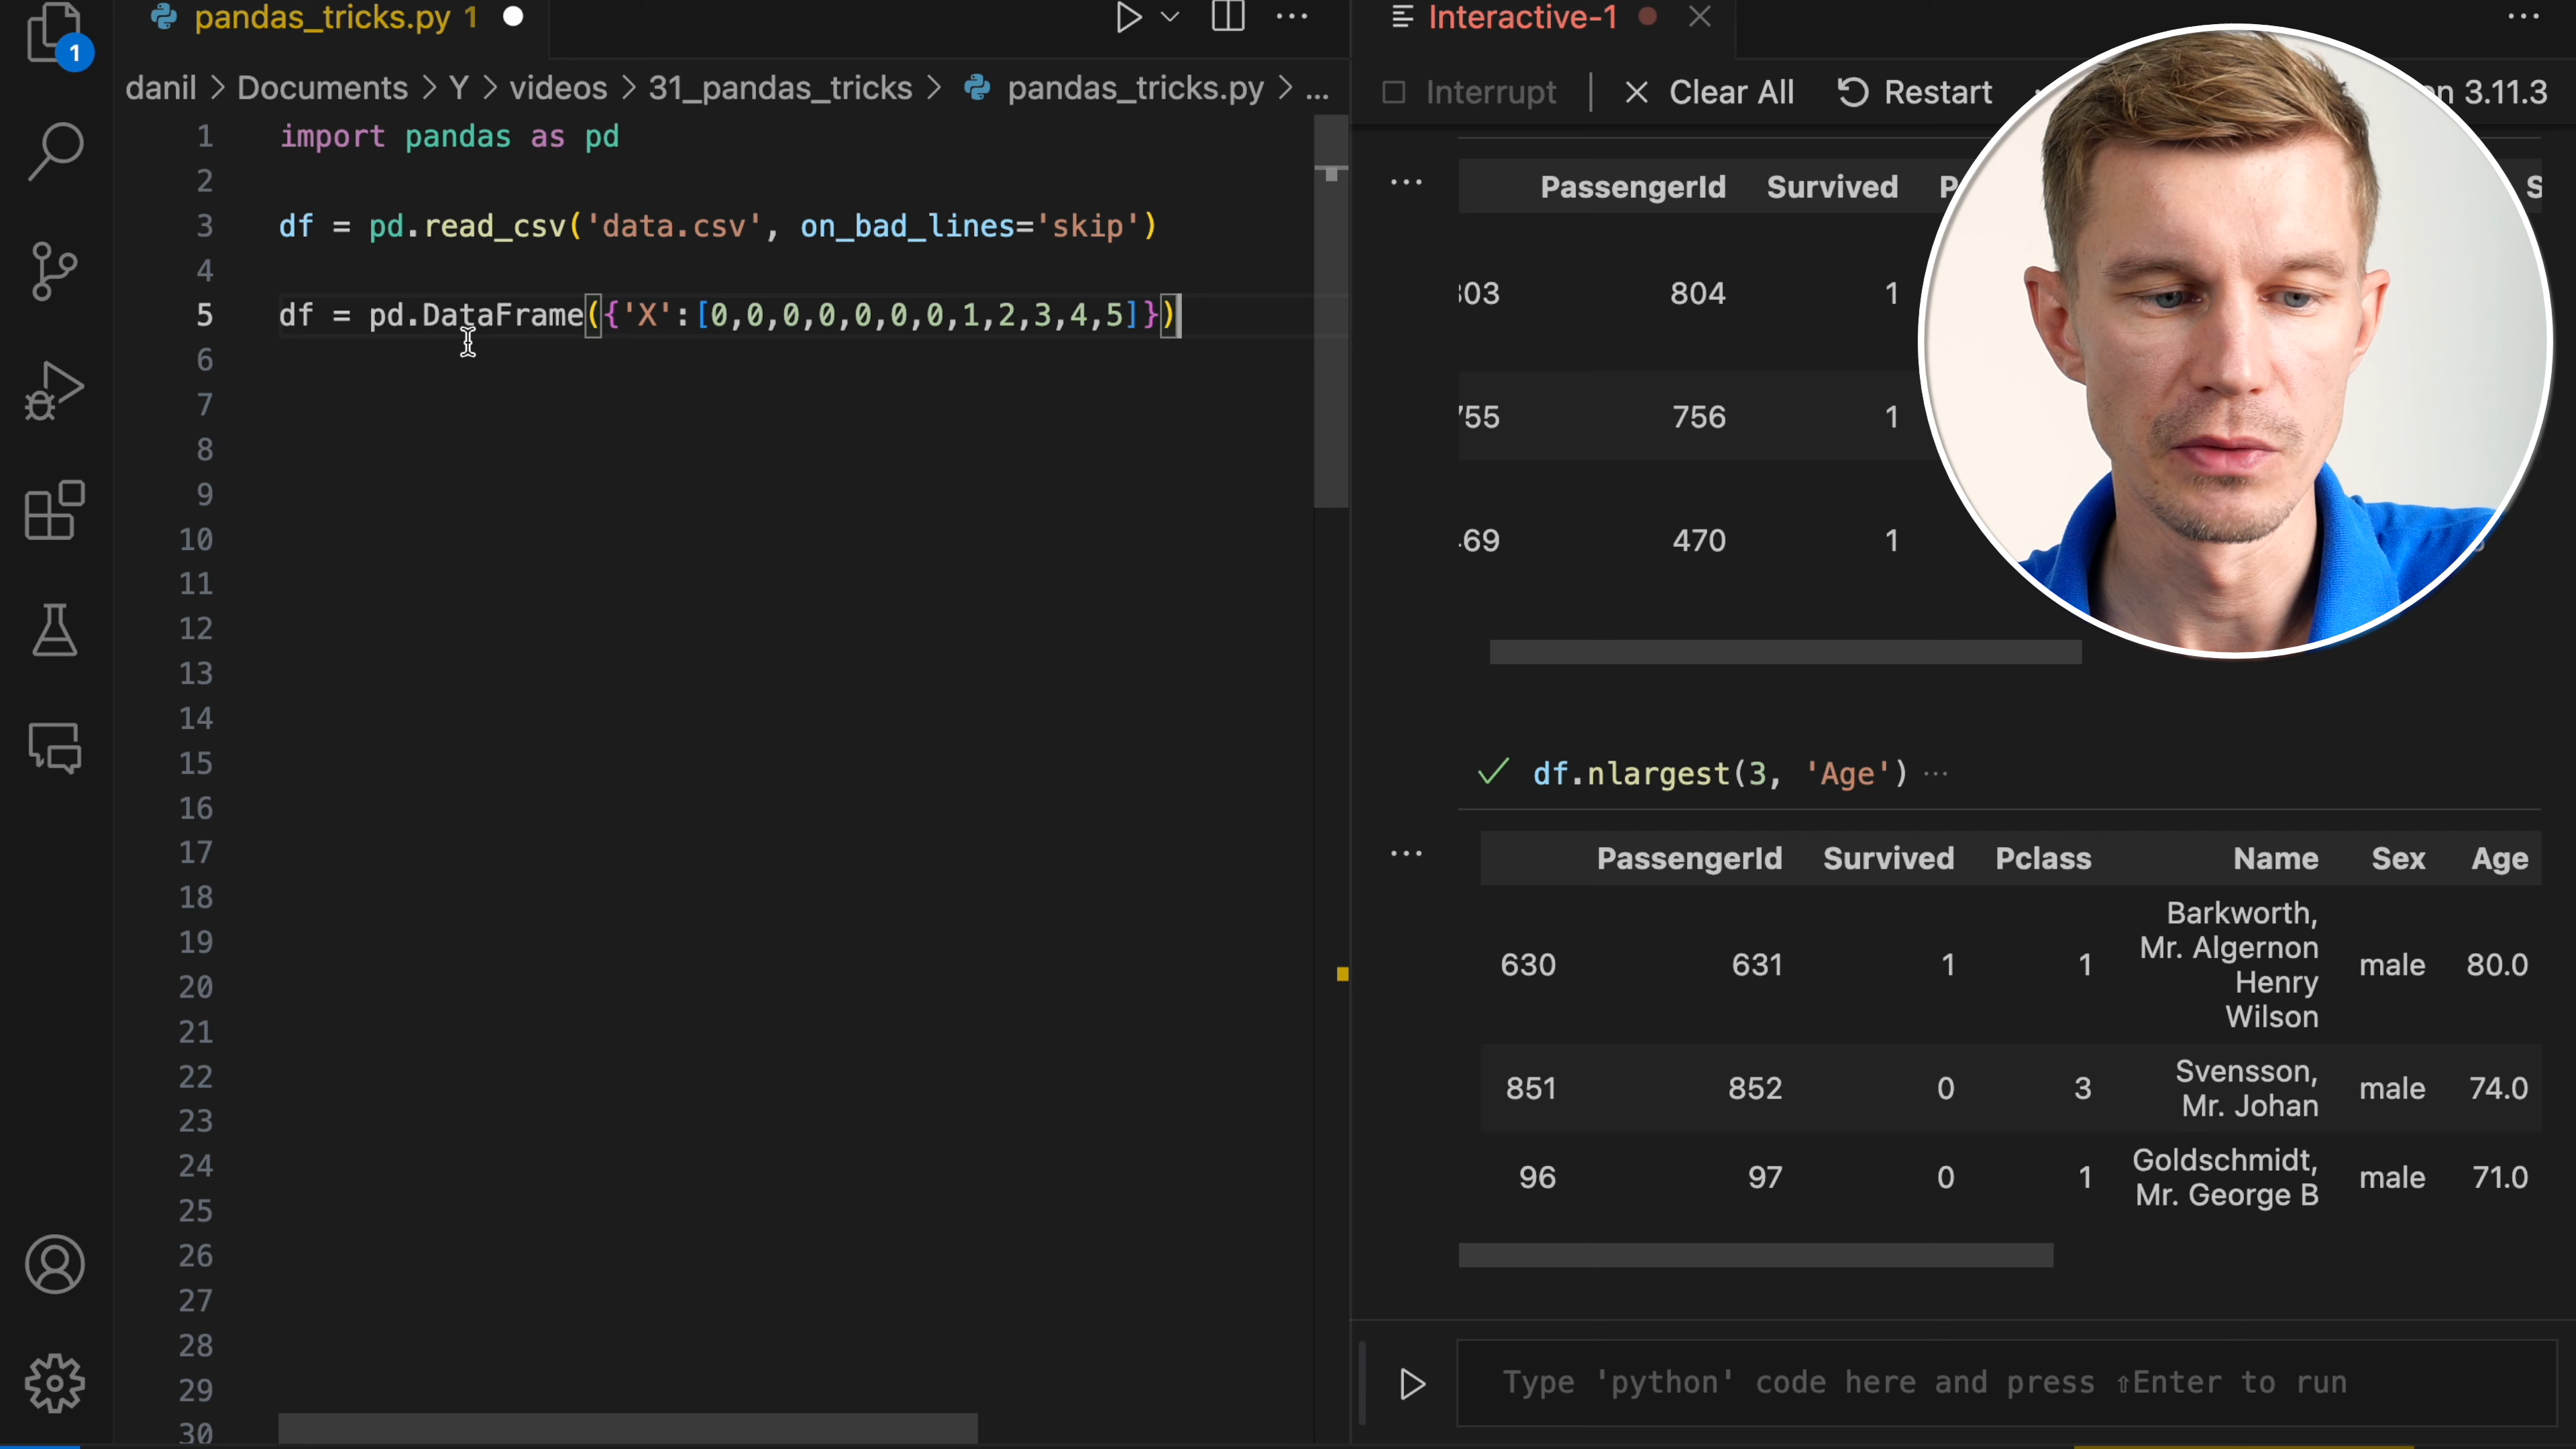 pandas_tricks.py 1
Interactive-1
1
danil > Documents > Y > videos > 31_pandas_tricks > pandas_tricks.py > ...
Interrupt | Clear All Restart
3.11.3
1 import pandas as pd
2
3 df = pd.read_csv('data.csv', on_bad_lines='skip')
4
5 df = pd.DataFrame({'X':[0,0,0,0,0,0,0,1,2,3,4,5]})
6
7
8
9
10
11
12
13
14
15
16
17
18
19
20
21
22
23
24
25
26
27
28
29
30
... PassengerId Survived
804 1
756 1
470 1
df.nlargest(3, 'Age') ...
... PassengerId Survived Pclass Name Sex Age
630 631 1 1 Barkworth, Mr. Algernon Henry Wilson male 80.0
851 852 0 3 Svensson, Mr. Johan male 74.0
96 97 0 1 Goldschmidt, Mr. George B male 71.0
Type 'python' code here and press ⇧Enter to run